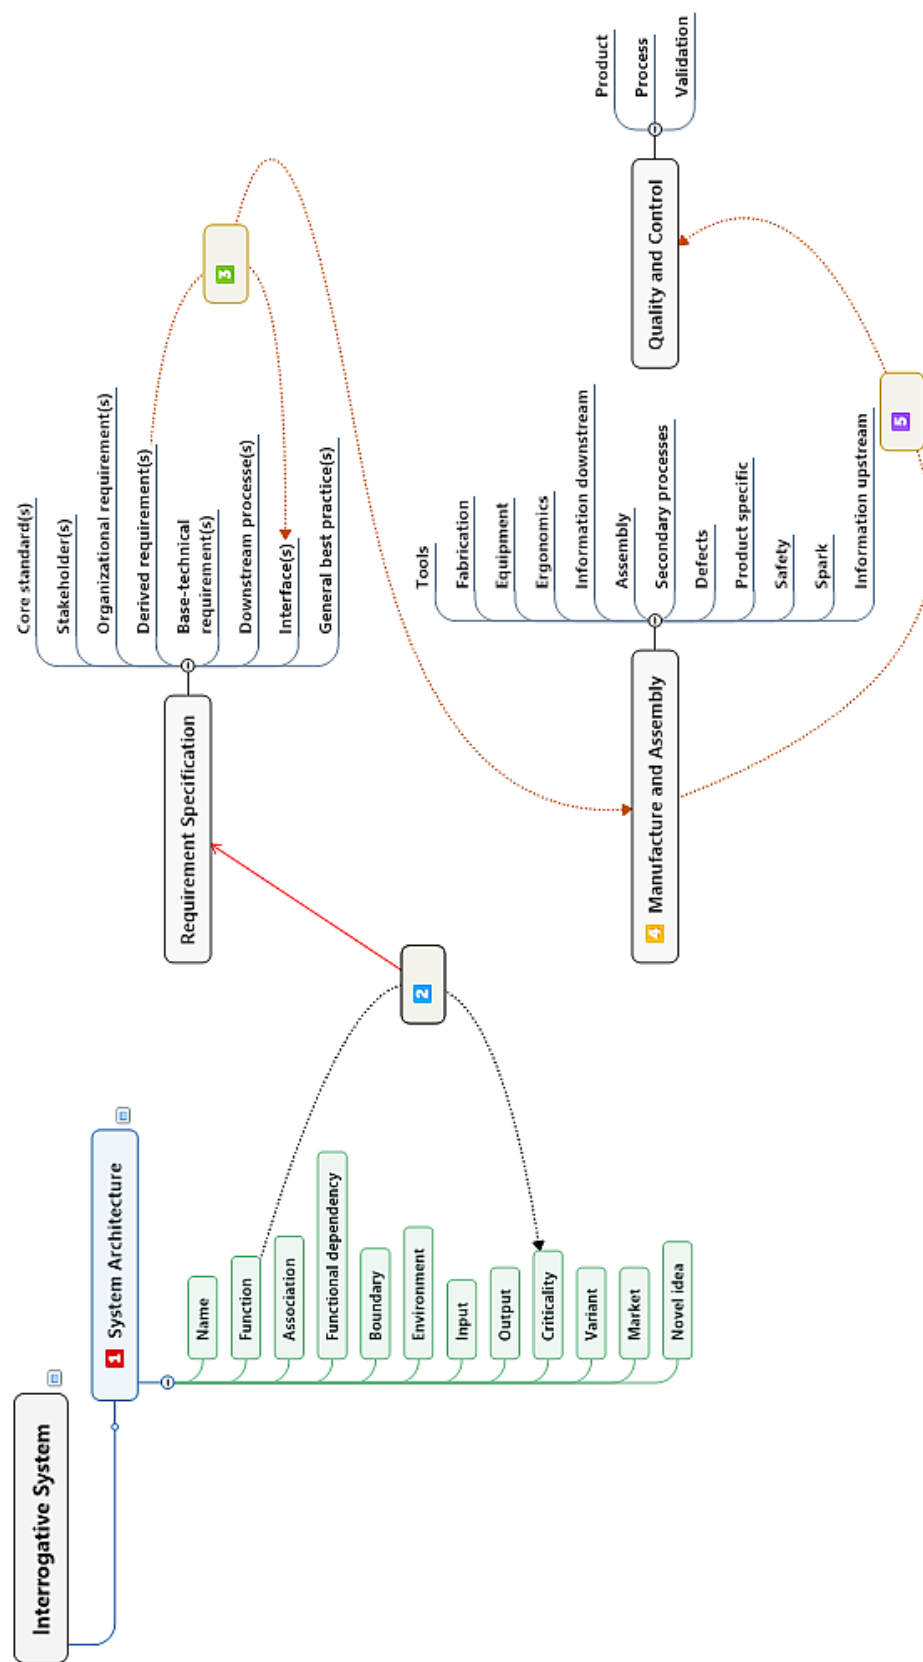 Interrogative System
1 System Architecture
Name
Function
Association
Functional dependency
Boundary
Environment
Input
Output
Criticality
Variant
Market
Novel idea
2
Requirement Specification
Core standard(s)
Stakeholder(s)
Organizational requirement(s)
Derived requirement(s)
Base-technical
requirement(s)
Downstream processe(s)
Interface(s)
General best practice(s)
3
4 Manufacture and Assembly
Tools
Fabrication
Equipment
Ergonomics
Information downstream
Assembly
Secondary processes
Defects
Product specific
Safety
Spark
Information upstream
5
Quality and Control
Product
Process
Validation